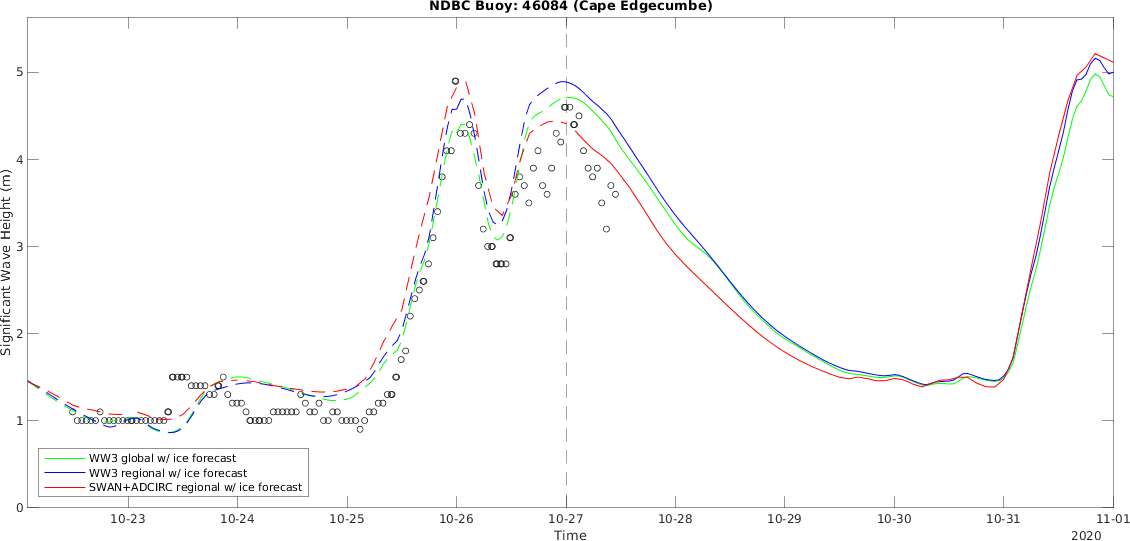 NDBC Buoy: 46084 (Cape Edgecumbe)
Significant Wave Height (m)
5
4
3
2
1
0
WW3 global w/ ice forecast
WW3 regional w/ ice forecast
SWAN+ADCIRC regional w/ ice forecast
10-23 10-24 10-25 10-26 10-27 10-28 10-29 10-30 10-31 11-01
Time
2020